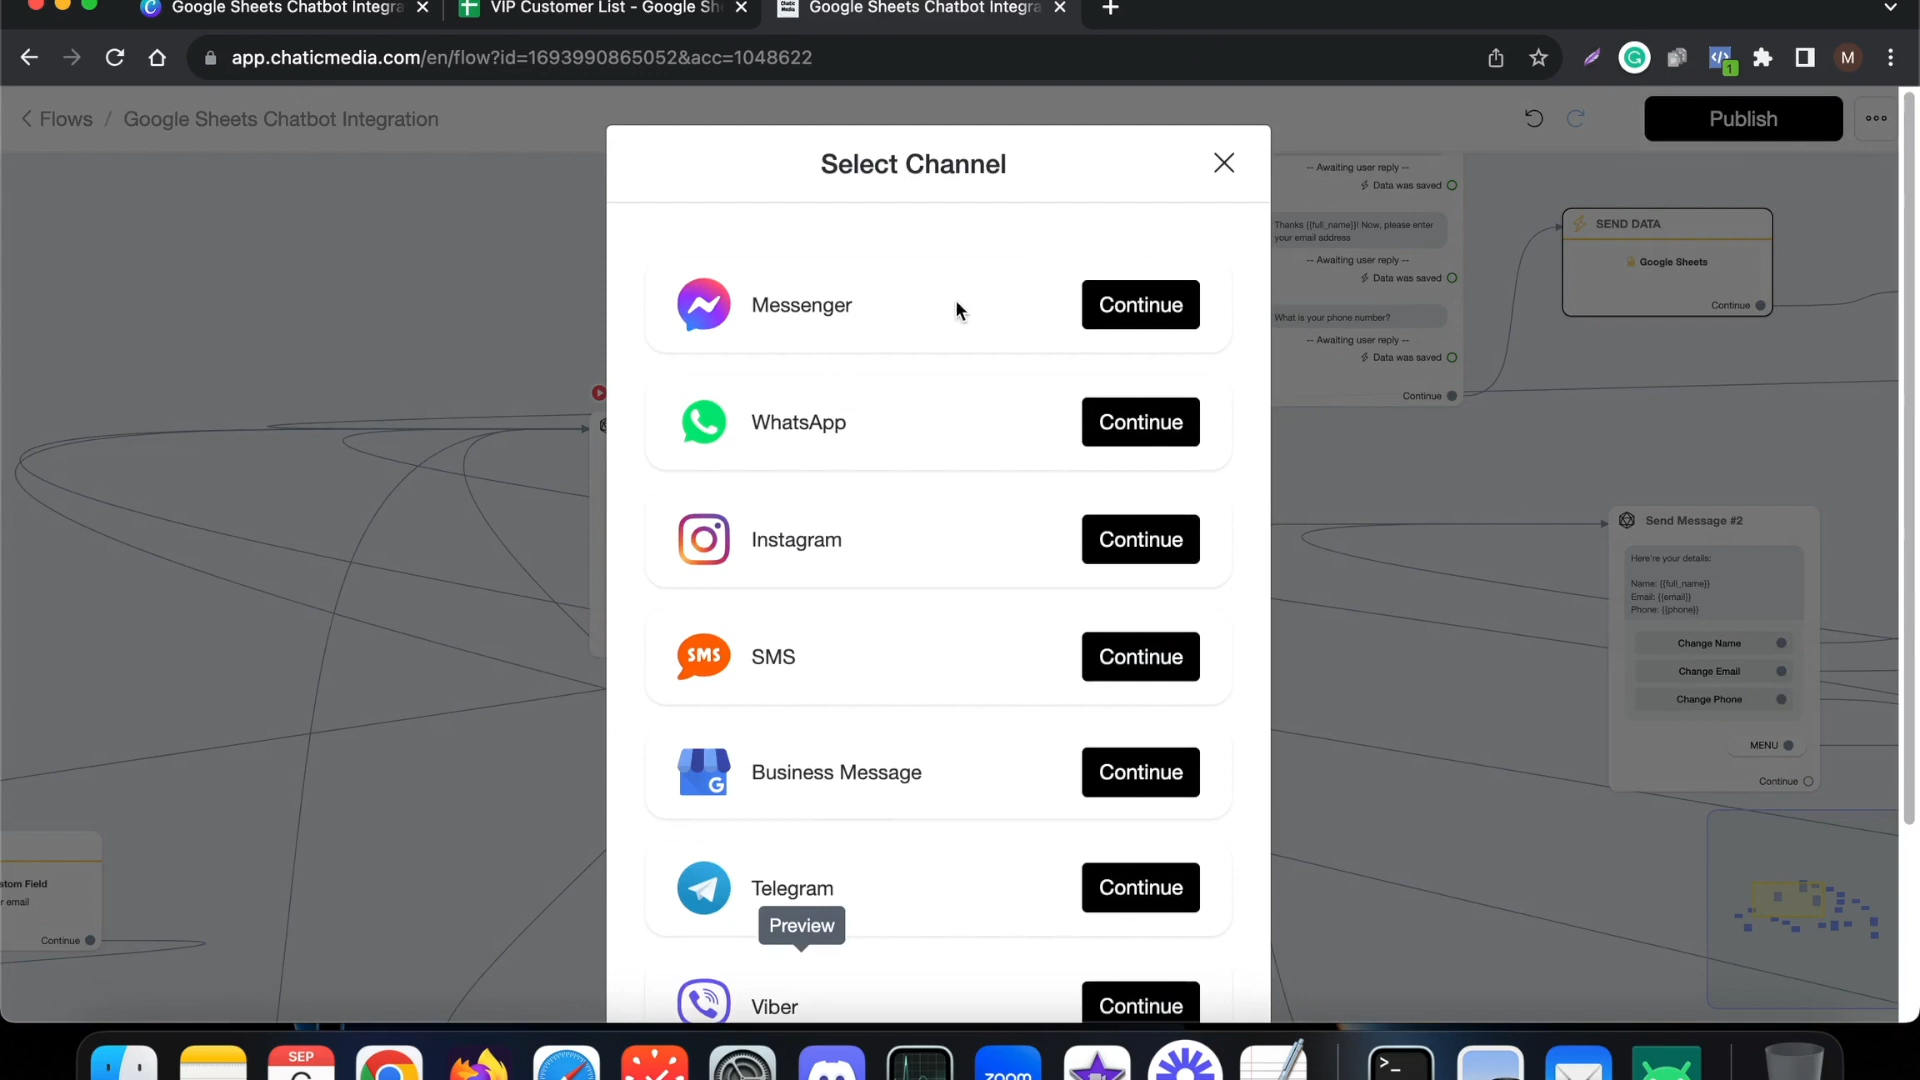 Google Sheets Chatbot Integra
VIP Customer List - Google Sh
Google Sheets Chatbot Integra
app.chaticmedia.com/en/flow?id=1693990865052&acc=1048622
1
M
Flows / Google Sheets Chatbot Integration
Publish
Select Channel
Messenger
Continue
WhatsApp
Continue
Instagram
Continue
SMS
SMS
Continue
G
Business Message
Continue
Telegram
Continue
Preview
Viber
Continue
-- Awaiting user reply --
Data was saved
Thanks {{full_name}}! Now, please enter
your email address
-- Awaiting user reply --
Data was saved
What is your phone number?
-- Awaiting user reply --
Data was saved
Continue
SEND DATA
Google Sheets
Continue
Send Message #2
Here're your details:
Name: {{full_name}}
Email: {{email}}
Phone: {{phone}}
Change Name
Change Email
Change Phone
MENU
Continue
stom Field
r email
Continue
SEP
zoom